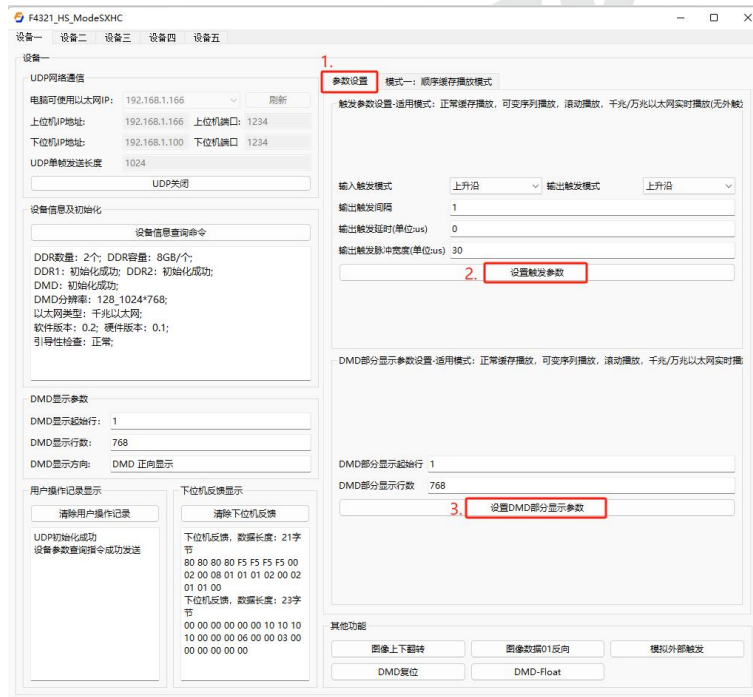 F4321_HS_ModeSXHC
设备一 设备二 设备三 设备四 设备五
设备一
UDP网络通信
电脑可使用以太网IP: 192.168.1.166 刷新
上位机IP地址: 192.168.1.166 上位机端口: 1234
下位机IP地址: 192.168.1.100 下位机端口 1234
UDP单帧发送长度 1024
UDP关闭
设备信息及初始化
设备信息查询命令
DDR数量：2个; DDR容量：8GB/个;
DDR1：初始化成功; DDR2：初始化成功;
DMD：初始化成功;
DMD分辨率：128_1024*768;
以太网类型：千兆以太网;
软件版本：0.2; 硬件版本：0.1;
引导性检查：正常;
DMD显示参数
DMD显示起始行: 1
DMD显示行数: 768
DMD显示方向: DMD 正向显示
用户操作记录显示
清除用户操作记录
UDP初始化成功
设备参数查询指令成功发送
下位机反馈显示
清除下位机反馈
下位机反馈，数据长度：21字
节
80 80 80 80 F5 F5 F5 F5 00
02 00 08 01 01 01 02 00 02
01 01 00
下位机反馈，数据长度：23字
节
00 00 00 00 00 00 10 10 10
10 00 00 00 06 00 00 03 00
00 00 00 00 00
1.
参数设置 模式一：顺序缓存播放模式
触发参数设置-适用模式：正常缓存播放，可变序列播放，滚动播放，千兆/万兆以太网实时播放(无外触
输入触发模式 上升沿 输出触发模式 上升沿
输出触发间隔 1
输出触发延时(单位:us) 0
输出触发脉冲宽度(单位:us) 30
2. 设置触发参数
DMD部分显示参数设置-适用模式：正常缓存播放，可变序列播放，滚动播放，千兆/万兆以太网实时播
DMD部分显示起始行 1
DMD部分显示行数 768
3. 设置DMD部分显示参数
其他功能
图像上下翻转 图像数据01反向 模拟外部触发
DMD复位 DMD-Float